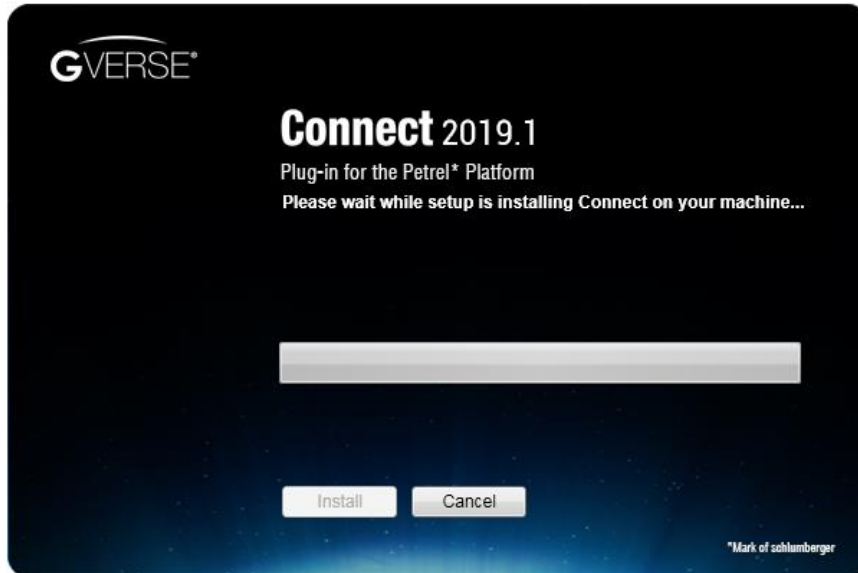 GVERSE®
Connect 2019.1
Plug-in for the Petrel* Platform
Please wait while setup is installing Connect on your machine...
Install
Cancel
*Mark of schlumberger